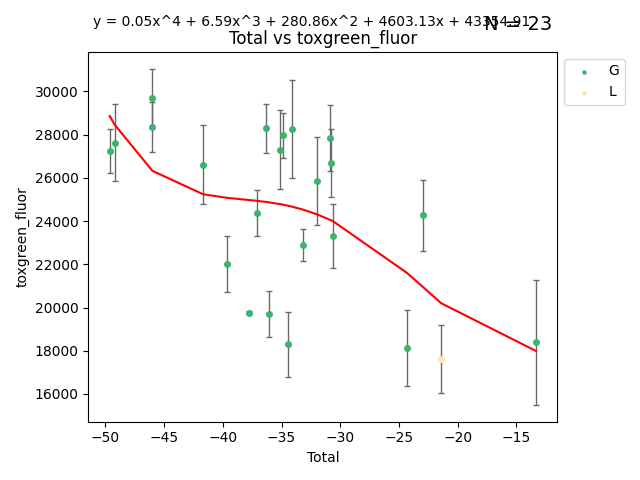 y = 0.05x^4 + 6.59x^3 + 280.86x^2 + 4603.13x + 43354.91
N = 23
Total vs toxgreen_fluor
G
L
30000
28000
26000
24000
22000
20000
18000
16000
toxgreen_fluor
−50
−45
−40
−35
−30
−25
−20
−15
Total